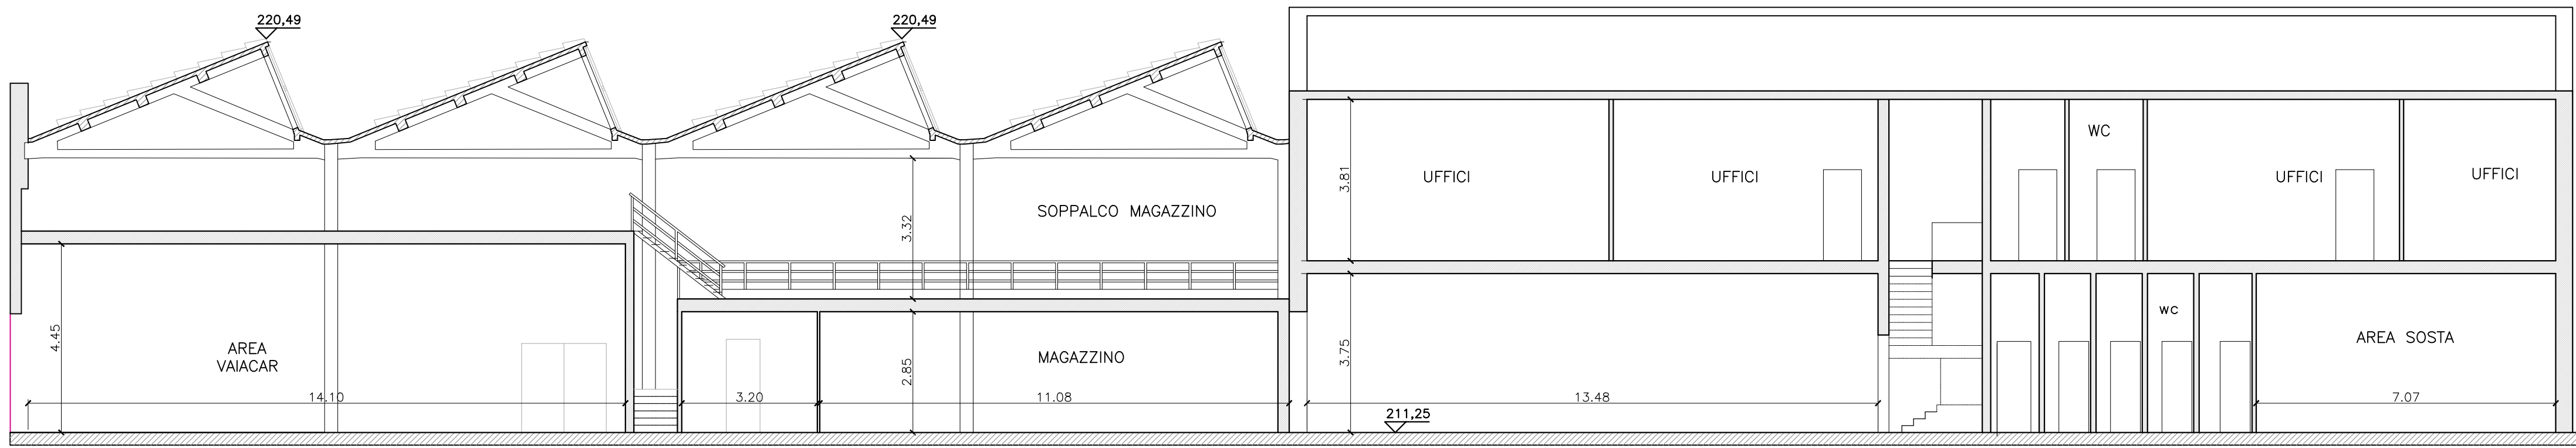 220,49
220,49
WC
UFFICI
UFFICI
UFFICI
UFFICI
3.81
SOPPALCO MAGAZZINO
3.32
WC
AREA
VAIACAR
4.45
MAGAZZINO
2.85
3.75
AREA SOSTA
14.10
3.20
11.08
13.48
7.07
211,25